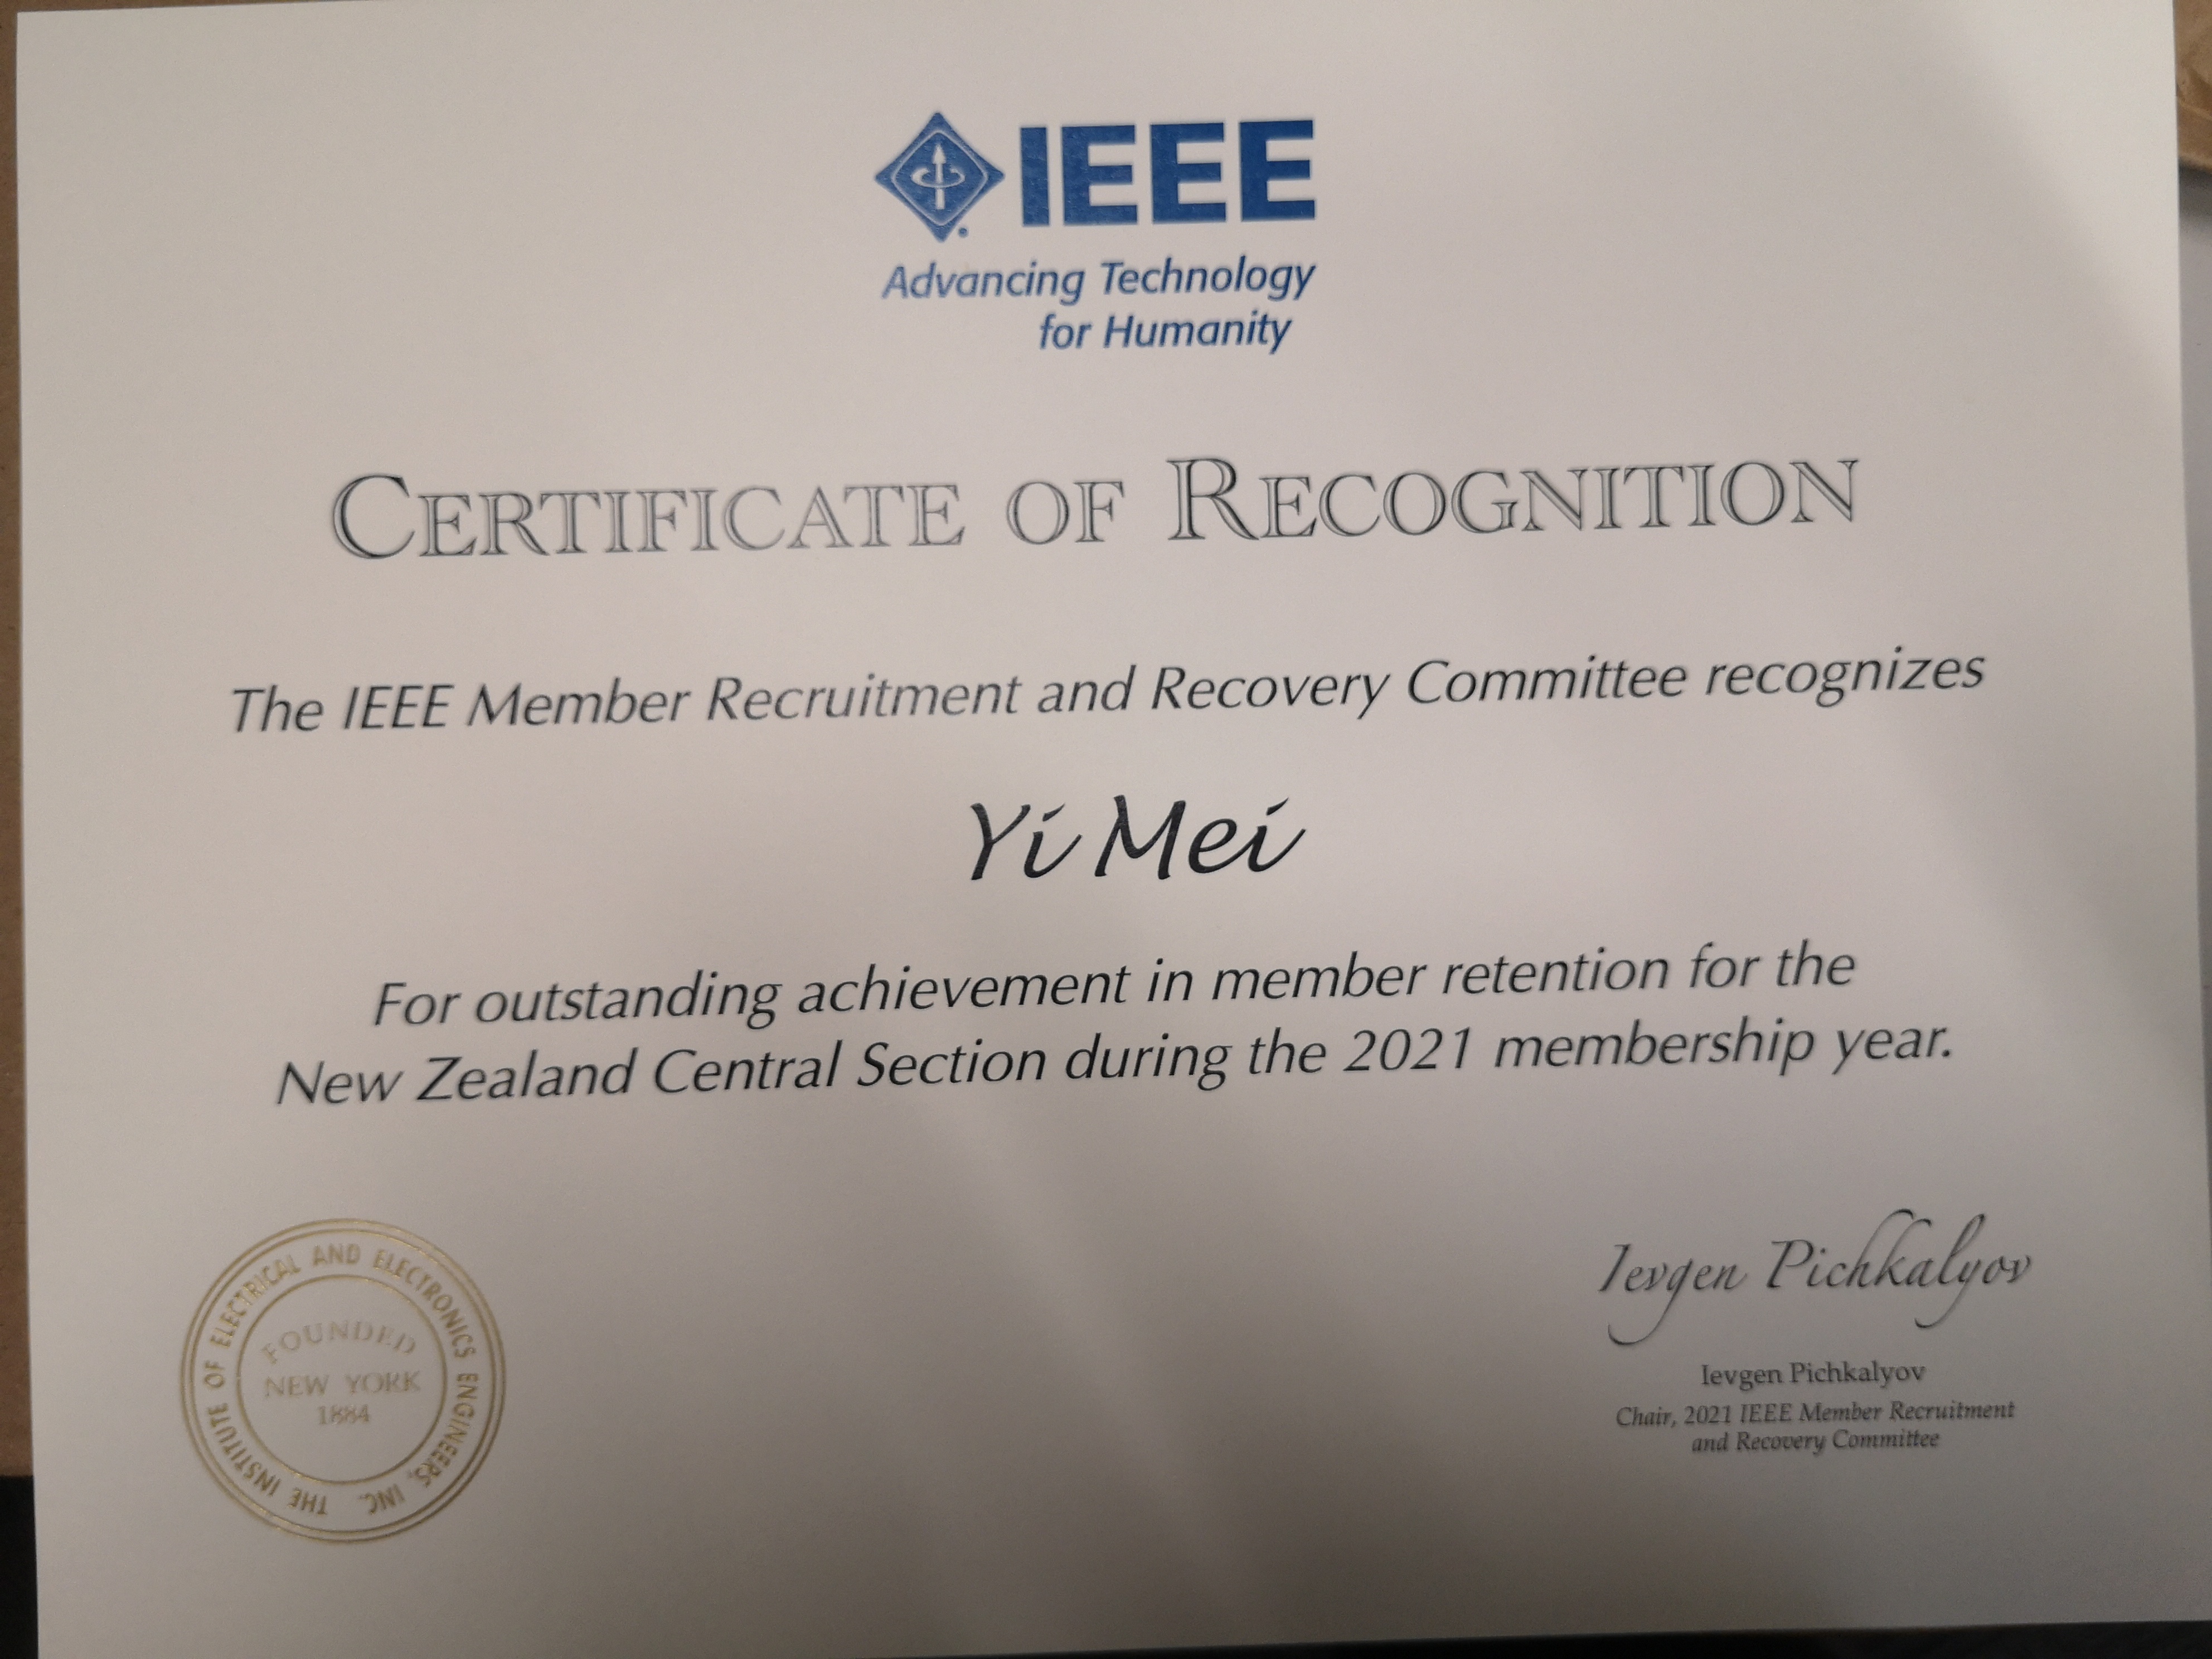 IEEE
Advancing Technology
for Humanity
CERTIFICATE OF RECOGNITION
The IEEE Member Recruitment and Recovery Committee recognizes
Yi Mei
For outstanding achievement in member retention for the
New Zealand Central Section during the 2021 membership year.
THE INSTITUTE OF ELECTRICAL AND ELECTRONICS ENGINEERS, INC.
FOUNDED
NEW YORK
1884
Ievgen Pichkalyov
Ievgen Pichkalyov
Chair, 2021 IEEE Member Recruitment
and Recovery Committee